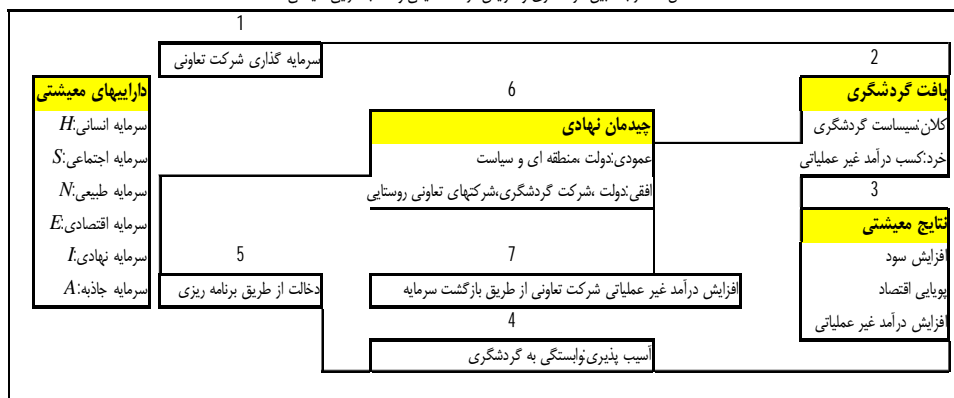 1
سرمایه گذاری شرکت تعاونی
2
بافت گردشگری
کلان:سیساست گردشگری
خرد:کسب درآمد غیر عملیاتی
داراییهای معیشتی
سرمایه انسانی:H
سرمایه اجتماعی:S
سرمایه طبیعی:N
سرمایه اقتصادی:E
سرمایه نهادی:I
سرمایه جاذبه:A
6
چیدمان نهادی
عمودی:دولت ،منطقه ای و سیاست
افقی:دولت ،شرکت گردشگری،شرکتهای تعاونی روستایی
3
نتایج معیشتی
افزایش سود
پویایی اقتصاد
افزایش درآمد غیر عملیاتی
5
دخالت از طریق برنامه ریزی
7
افزایش درآمد غیر عملیاتی شرکت تعاونی از طریق بازگشت سرمایه
4
آسیب پذیری:وابستگی به گردشگری